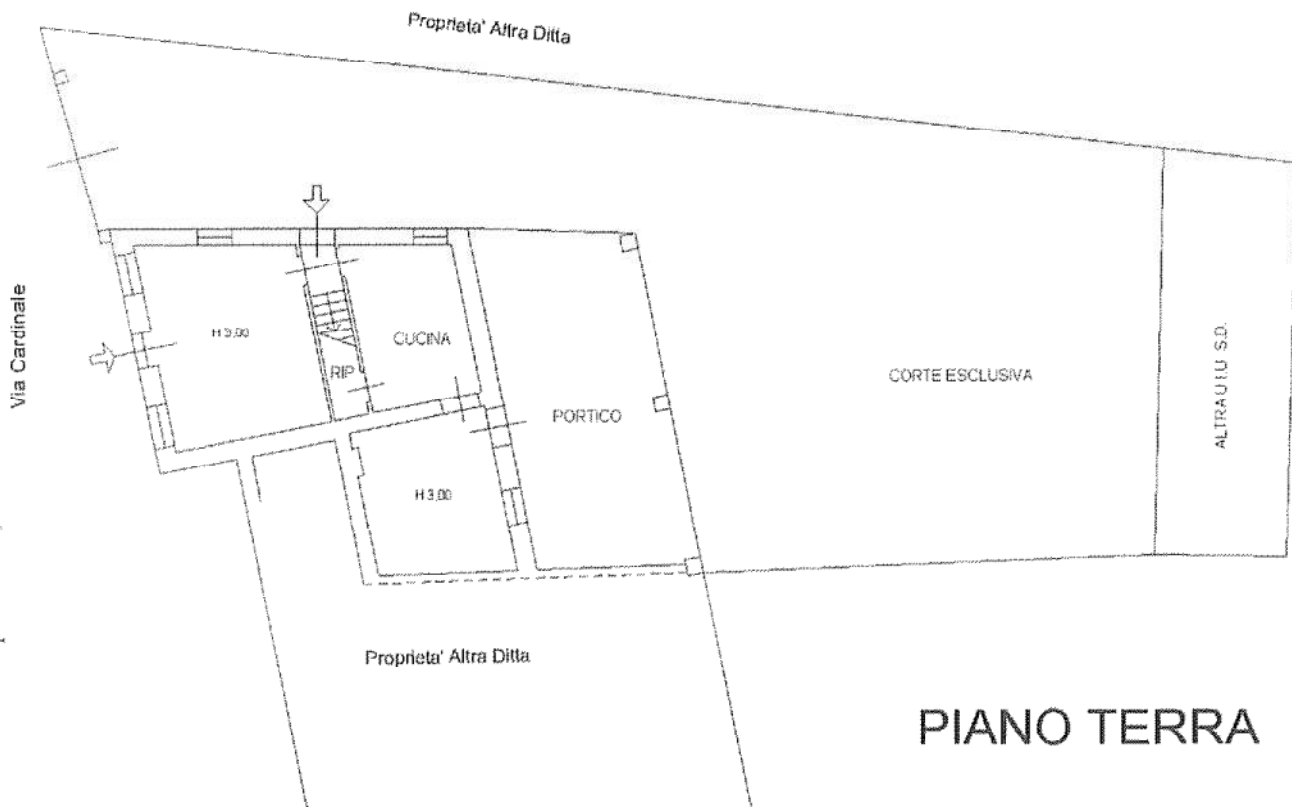 Proprieta' Altra Ditta
Via Cardinale
H 3,00
RIP
CUCINA
PORTICO
CORTE ESCLUSIVA
S.D.
H 3,00
Proprieta' Altra Ditta
PIANO TERRA